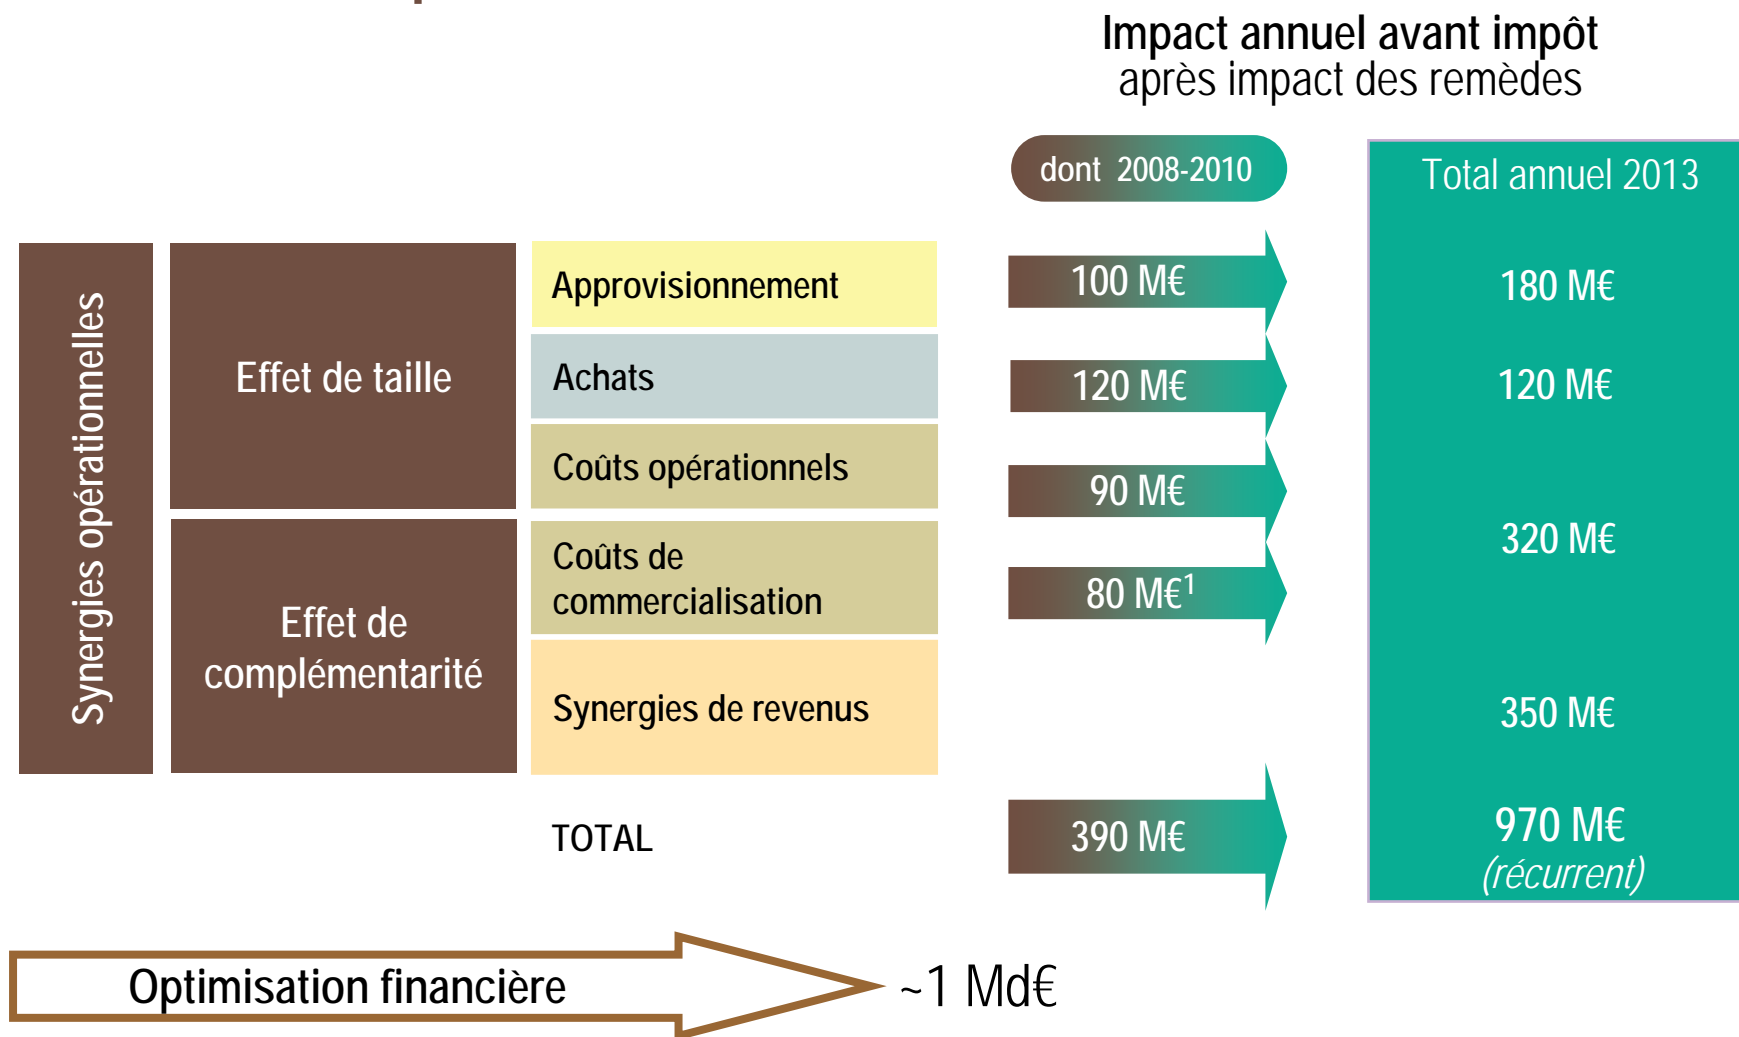 Impact annuel avant impôt
après impact des remèdes
dont 2008-2010
Total annuel 2013
Synergies opérationnelles
Effet de taille
Approvisionnement
100 M€
180 M€
Achats
120 M€
120 M€
Coûts opérationnels
90 M€
320 M€
Effet de
complémentarité
Coûts de
commercialisation
80 M€¹
Synergies de revenus
350 M€
TOTAL
390 M€
970 M€
(récurrent)
Optimisation financière
~1 Md€